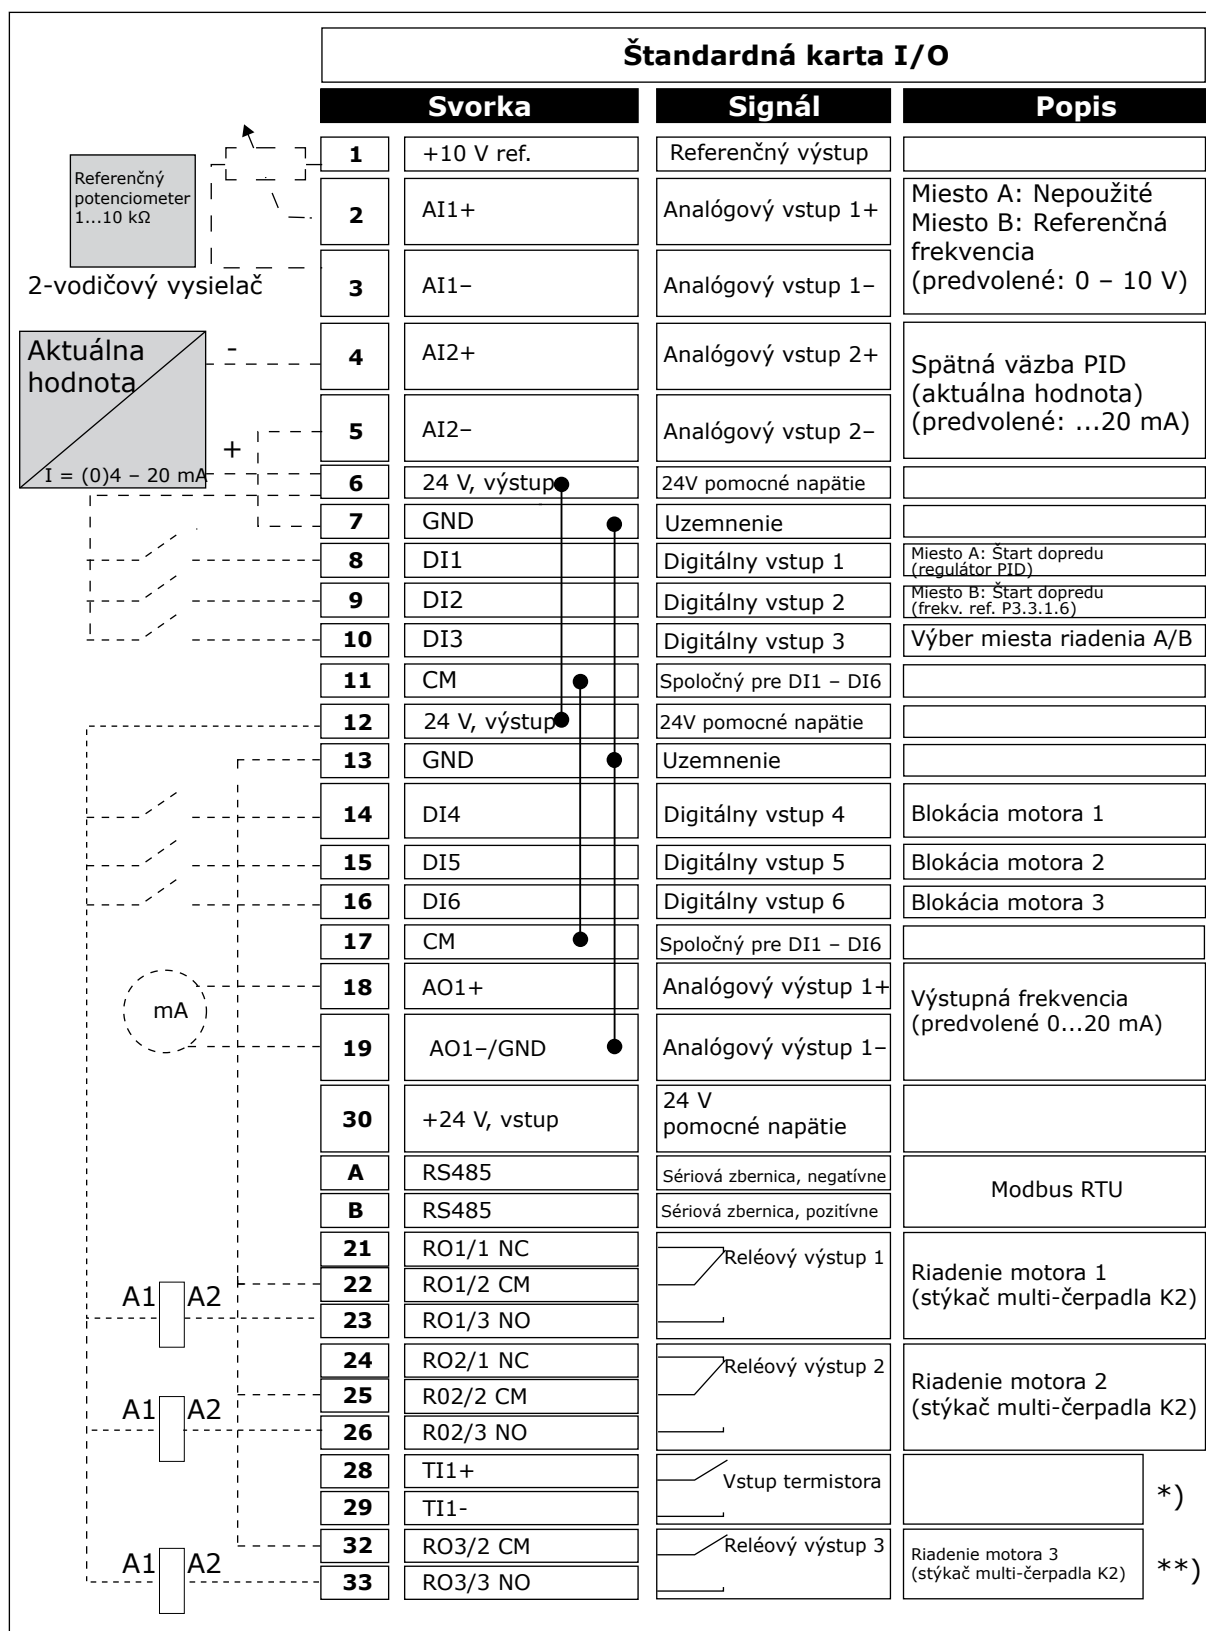 Štandardná karta I/O
Svorka Signál Popis
Referenčný
potenciometer
1...10 kΩ
2-vodičový vysielač
Aktuálna
hodnota
-
+
I = (0)4 – 20 mA
1 +10 V ref. Referenčný výstup
2 AI1+ Analógový vstup 1+
Miesto A: Nepoužité
Miesto B: Referenčná
frekvencia
(predvolené: 0 – 10 V)
3 AI1– Analógový vstup 1–
4 AI2+ Analógový vstup 2+
Spätná väzba PID
(aktuálna hodnota)
(predvolené: ...20 mA)
5 AI2– Analógový vstup 2–
6 24 V, výstup 24V pomocné napätie
7 GND Uzemnenie
8 DI1 Digitálny vstup 1
Miesto A: Štart dopredu
(regulátor PID)
9 DI2 Digitálny vstup 2
Miesto B: Štart dopredu
(frekv. ref. P3.3.1.6)
10 DI3 Digitálny vstup 3 Výber miesta riadenia A/B
11 CM Spoločný pre DI1 – DI6
12 24 V, výstup 24V pomocné napätie
13 GND Uzemnenie
14 DI4 Digitálny vstup 4 Blokácia motora 1
15 DI5 Digitálny vstup 5 Blokácia motora 2
16 DI6 Digitálny vstup 6 Blokácia motora 3
17 CM Spoločný pre DI1 – DI6
mA
18 AO1+ Analógový výstup 1+
Výstupná frekvencia
(predvolené 0...20 mA)
19 AO1–/GND Analógový výstup 1–
30 +24 V, vstup
24 V
pomocné napätie
A RS485 Sériová zbernica, negatívne
Modbus RTU
B RS485 Sériová zbernica, pozitívne
21 RO1/1 NC Reléový výstup 1
22 RO1/2 CM
Riadenie motora 1
(stýkač multi-čerpadla K2)
A1 A2
23 RO1/3 NO
24 RO2/1 NC Reléový výstup 2
25 R02/2 CM
Riadenie motora 2
(stýkač multi-čerpadla K2)
A1 A2
26 R02/3 NO
28 TI1+ Vstup termistora
*)
29 TI1-
32 RO3/2 CM Reléový výstup 3
Riadenie motora 3
(stýkač multi-čerpadla K2)
**)
A1 A2
33 RO3/3 NO